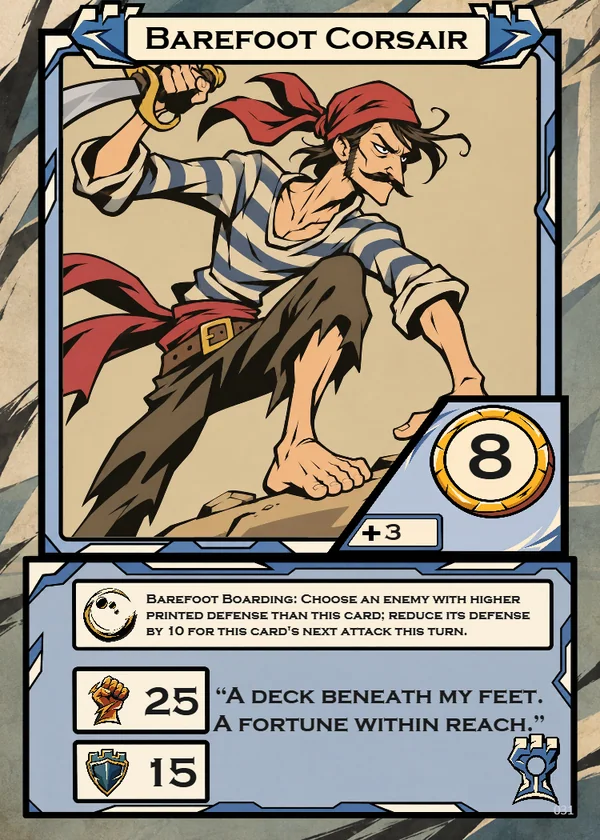 Barefoot Corsair
8
+3
Barefoot Boarding: Choose an enemy with higher
printed defense than this card; reduce its defense
by 10 for this card's next attack this turn.
25
“A deck beneath my feet.
A fortune within reach.”
15
031